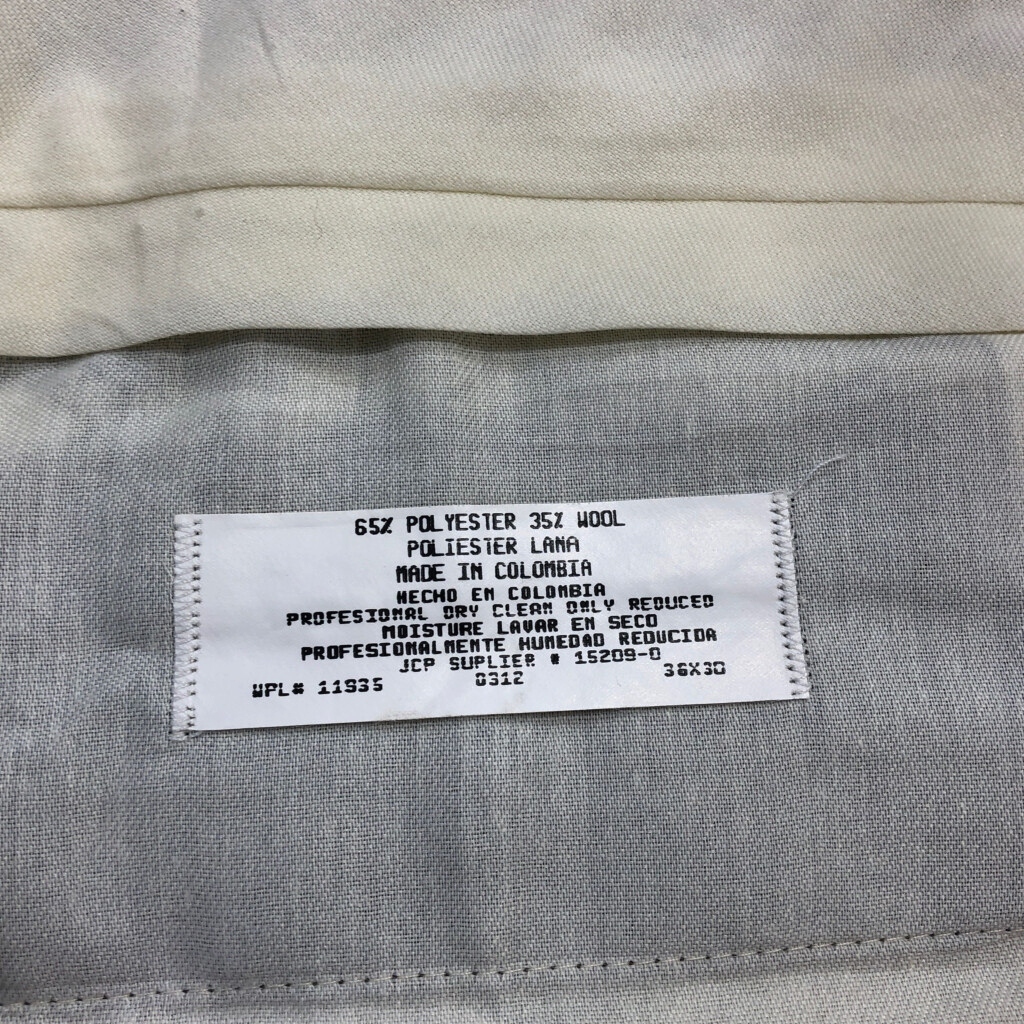 65% POLYESTER 35% WOOL
POLIESTER LANA
MADE IN COLOMBIA
HECHO EN COLOMBIA
PROFESIONAL DRY CLEAN ONLY REDUCED
MOISTURE LAVAR EN SECO
PROFESIONALMENTE HUMEDAD REDUCIDA
JCP SUPLIER # 15209-0
WPL# 11935 0312 36X30